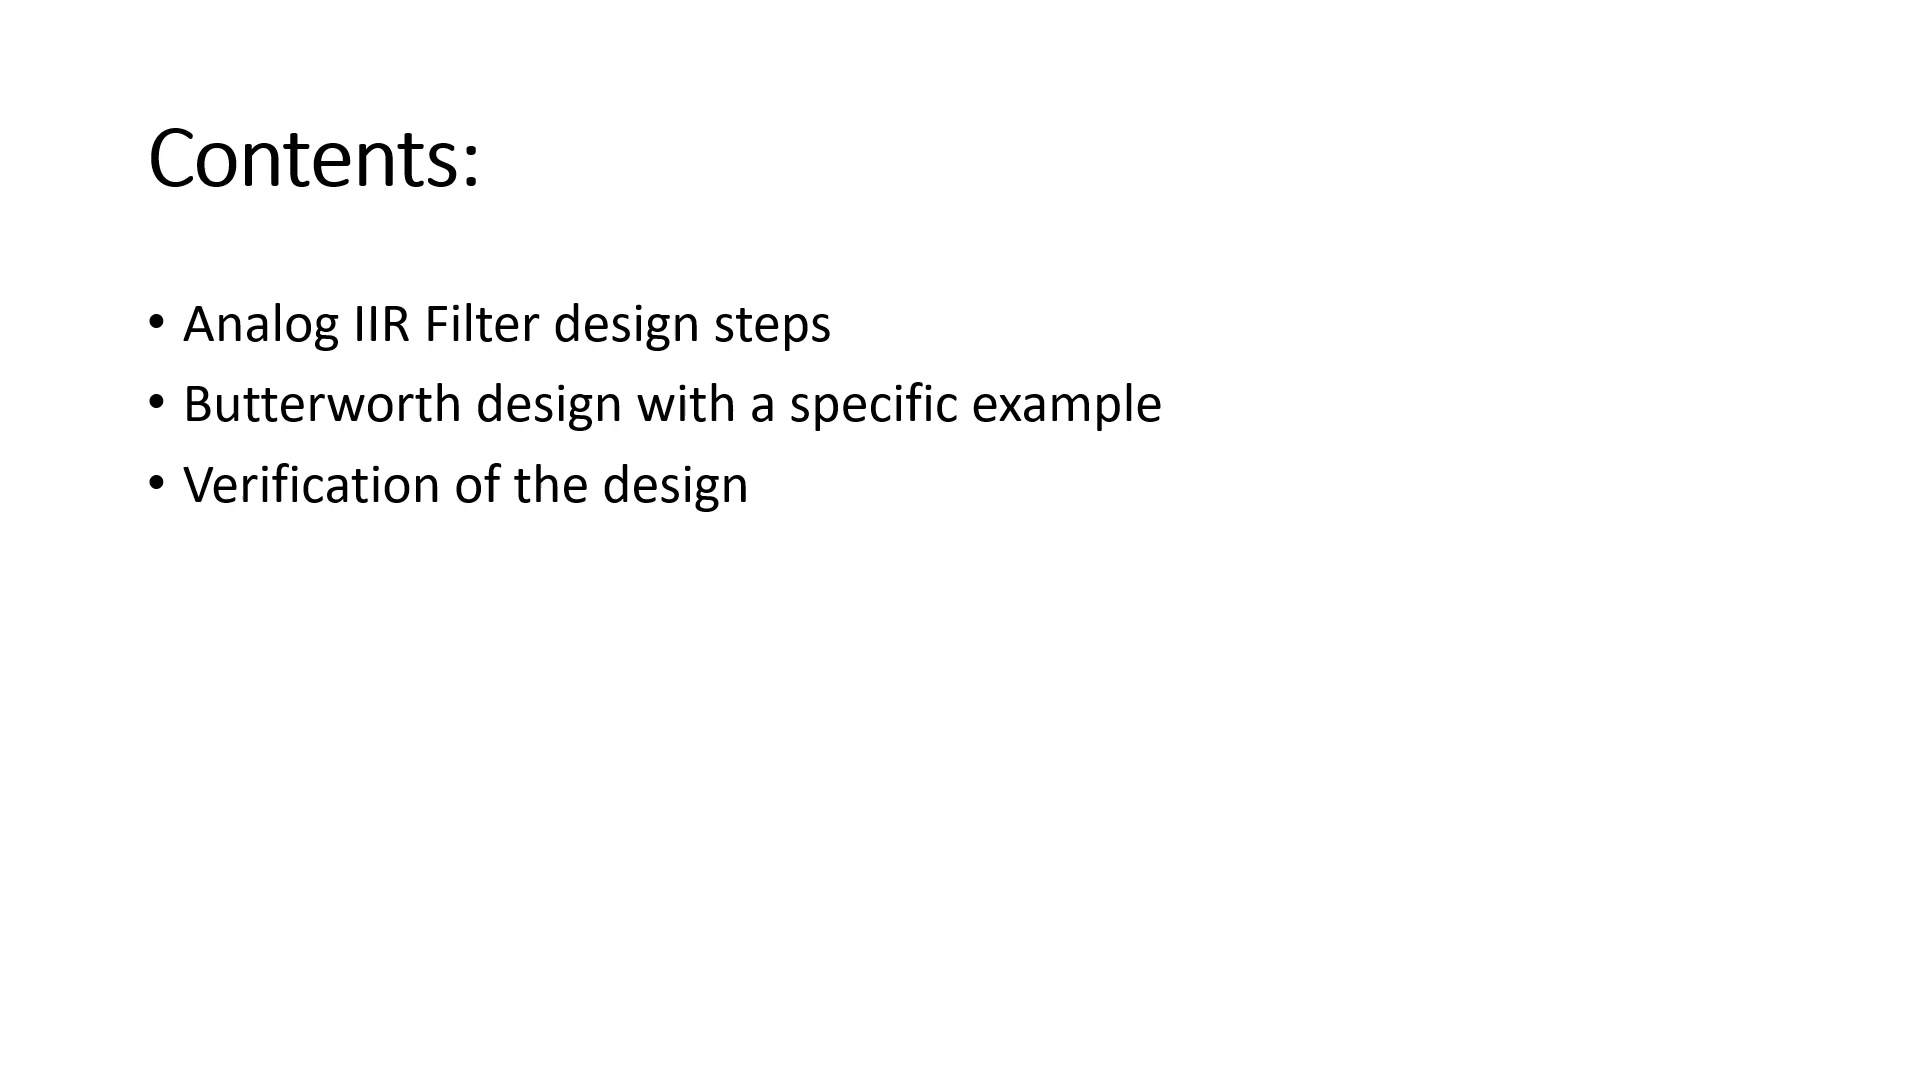 Contents:
• Analog IIR Filter design steps
• Butterworth design with a specific example
• Verification of the design